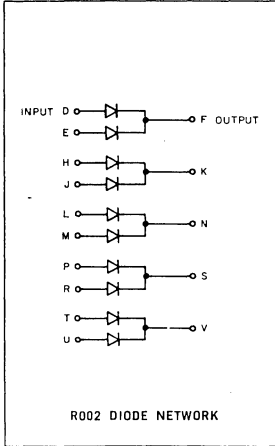 INPUT D F OUTPUT
E
H K
J
L N
M
P S
R
T V
U
R002 DIODE NETWORK